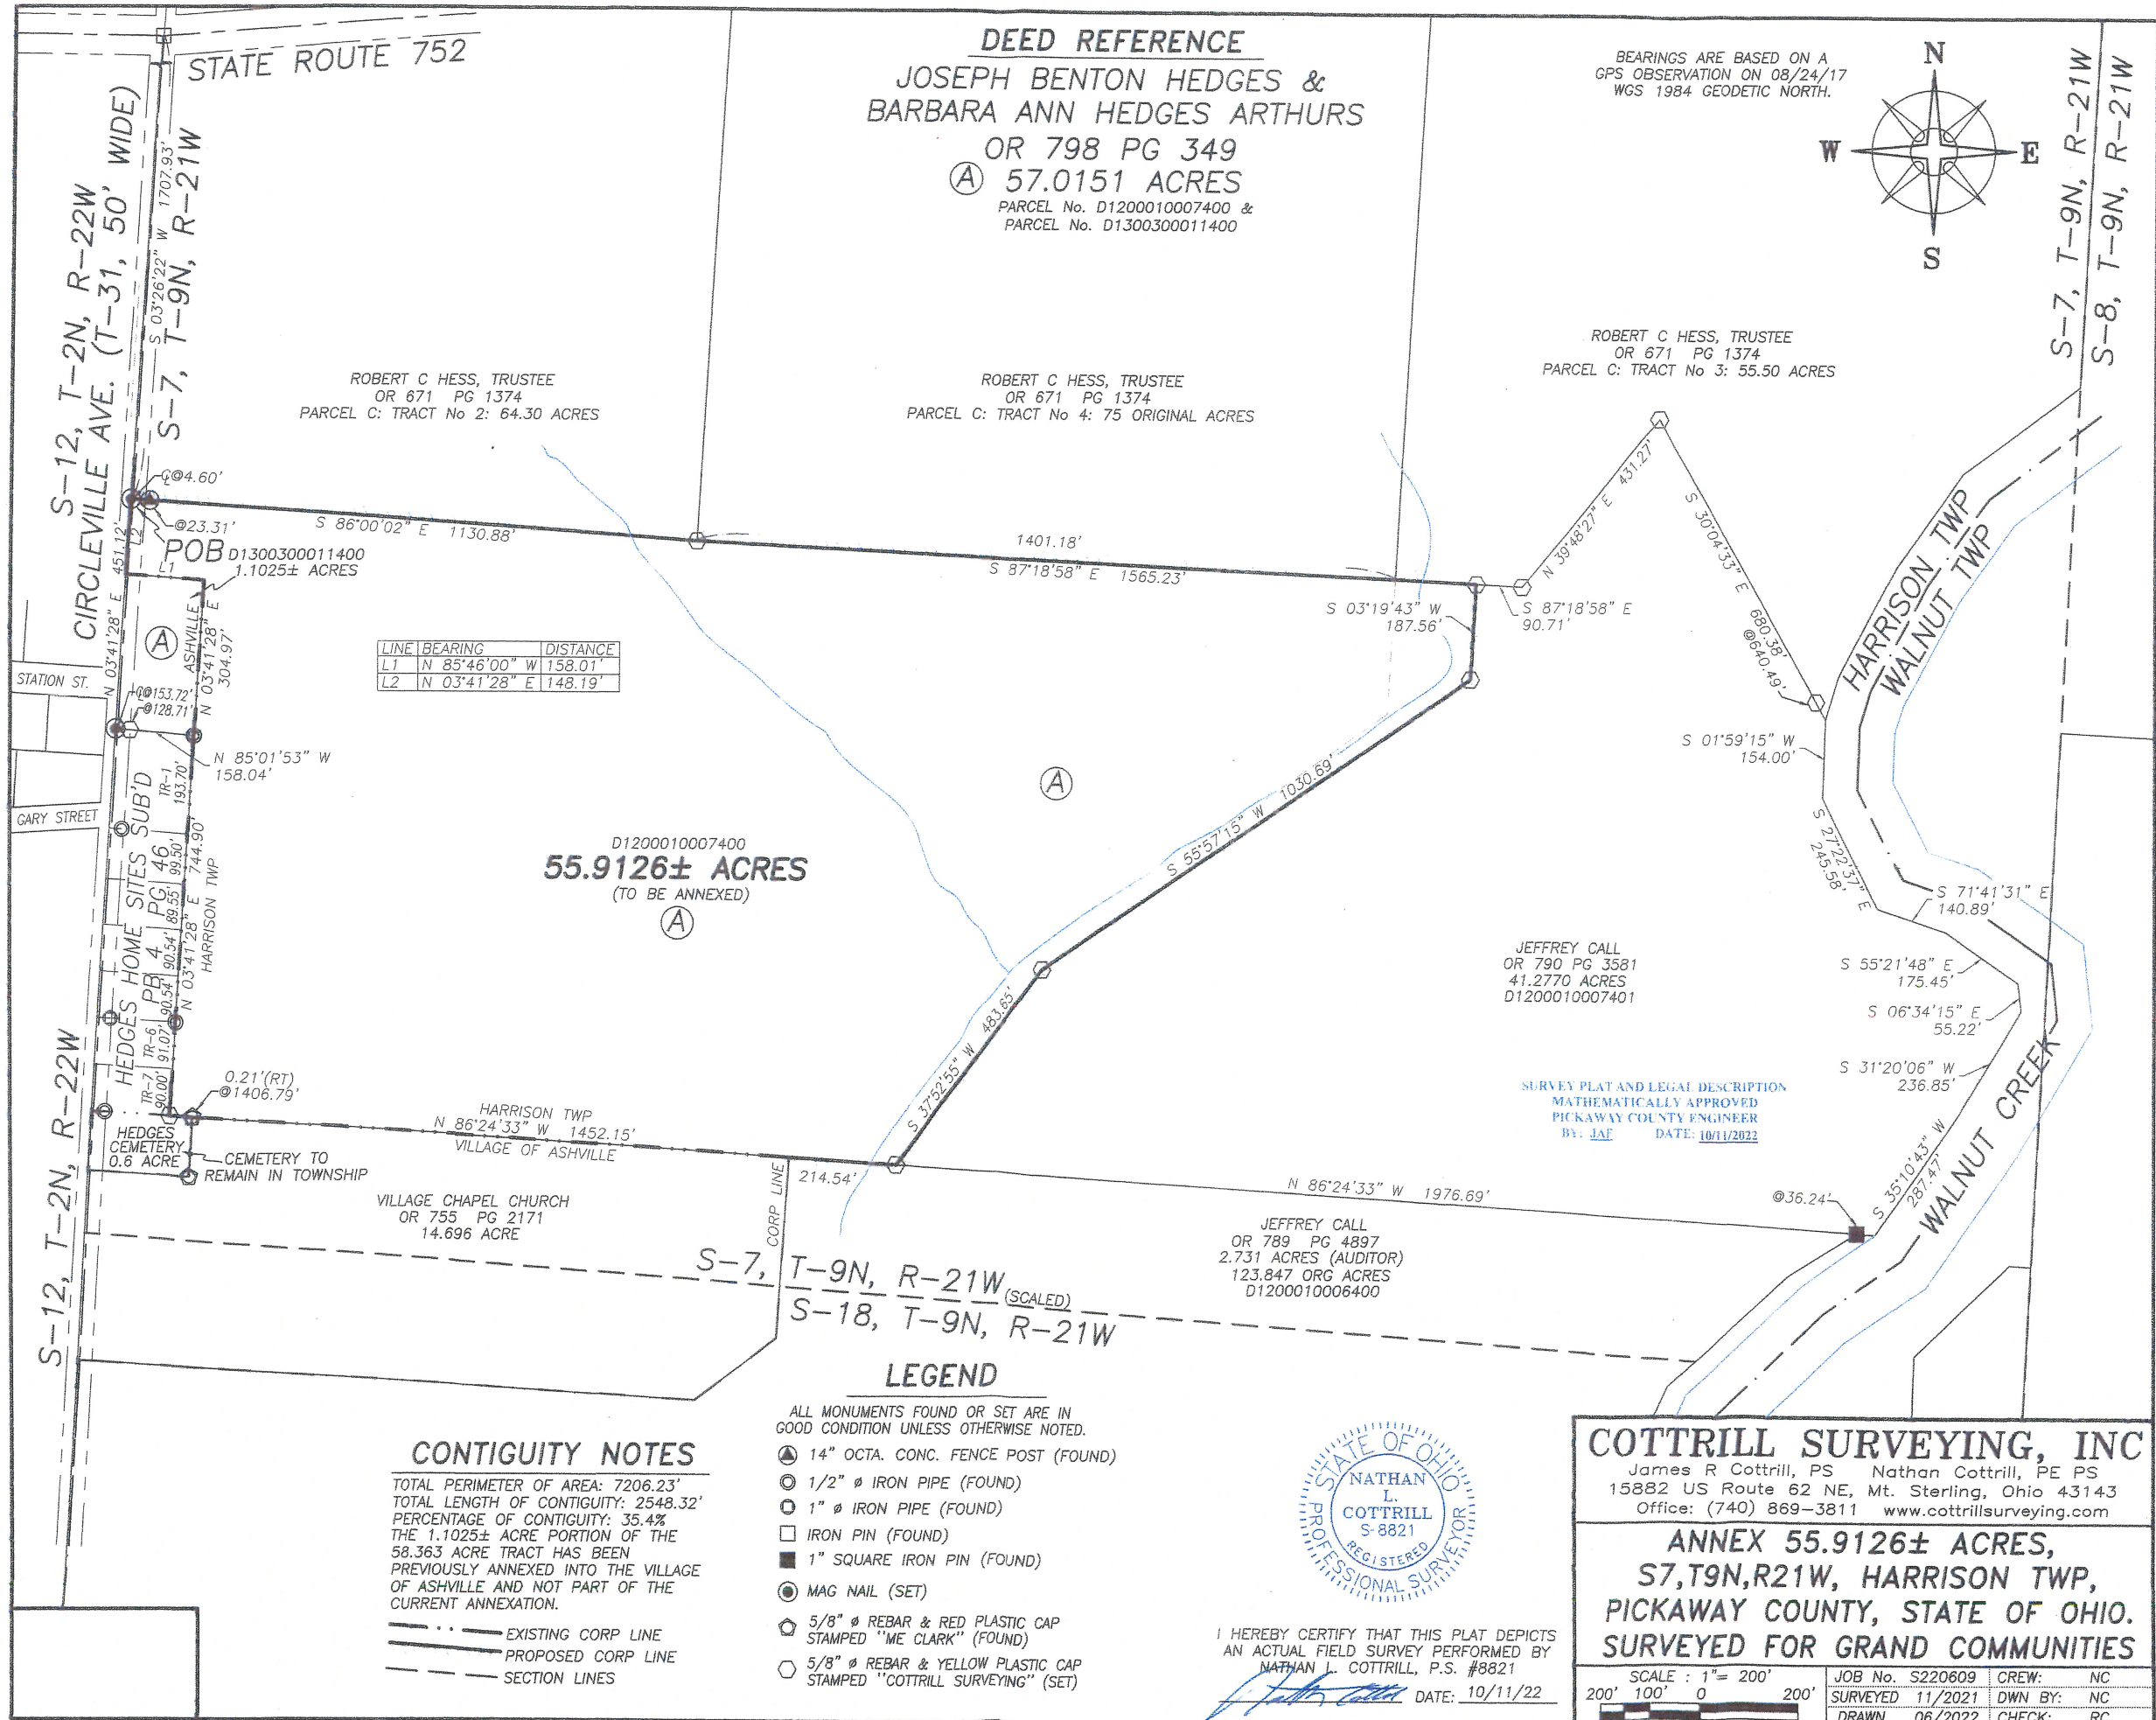 STATE ROUTE 752
DEED REFERENCE
JOSEPH BENTON HEDGES &
BARBARA ANN HEDGES ARTHURS
OR 798 PG 349
A 57.0151 ACRES
PARCEL No. D1200010007400 &
PARCEL No. D1300300011400
BEARINGS ARE BASED ON A
GPS OBSERVATION ON 08/24/17
WGS 1984 GEODETIC NORTH.
N
W
E
S
S-7, T-9N, R-21W
S-8, T-9N, R-21W
S-12, T-2N, R-22W
CIRCLEVILLE AVE. (T-31, 50' WIDE)
S 03°26'22" W 1707.93'
S-7, T-9N, R-21W
ROBERT C HESS, TRUSTEE
OR 671 PG 1374
PARCEL C: TRACT No 2: 64.30 ACRES
ROBERT C HESS, TRUSTEE
OR 671 PG 1374
PARCEL C: TRACT No 4: 75 ORIGINAL ACRES
ROBERT C HESS, TRUSTEE
OR 671 PG 1374
PARCEL C: TRACT No 3: 55.50 ACRES
℄@4.60'
@23.31'
POB
D1300300011400
1.1025± ACRES
L2
L1
N 03°41'28" E 451.12'
S 86°00'02" E 1130.88'
1401.18'
S 87°18'58" E 1565.23'
S 03°19'43" W
187.56'
S 87°18'58" E
90.71'
N 39°48'27" E 431.27'
S 30°04'33" E 680.38'
@640.49'
HARRISON TWP
WALNUT TWP
A
ASHVILLE
N 03°41'28" E
304.97'
LINE BEARING DISTANCE
L1 N 85°46'00" W 158.01'
L2 N 03°41'28" E 148.19'
STATION ST.
℄@153.72'
@128.71'
N 85°01'53" W
158.04'
GARY STREET
HEDGES HOME SITES SUB'D
PB 4 PG 46
TR-1
193.70'
99.50'
89.55'
90.54'
90.54'
TR-6
91.07'
TR-7
90.00'
N 03°41'28" E 744.90'
HARRISON TWP
A
D1200010007400
55.9126± ACRES
(TO BE ANNEXED)
A
S 55°57'15" W 1030.69'
S 37°52'55" W 483.65'
S 01°59'15" W
154.00'
S 27°22'37" E
245.58'
S 71°41'31" E
140.89'
S 55°21'48" E
175.45'
S 06°34'15" E
55.22'
S 31°20'06" W
236.85'
S 35°10'43" W
287.47'
WALNUT CREEK
JEFFREY CALL
OR 790 PG 3581
41.2770 ACRES
D1200010007401
SURVEY PLAT AND LEGAL DESCRIPTION
MATHEMATICALLY APPROVED
PICKAWAY COUNTY ENGINEER
BY: JAF DATE: 10/11/2022
0.21'(RT)
@1406.79'
HARRISON TWP
N 86°24'33" W 1452.15'
VILLAGE OF ASHVILLE
214.54'
CORP LINE
N 86°24'33" W 1976.69'
@36.24'
HEDGES
CEMETERY
0.6 ACRE
CEMETERY TO
REMAIN IN TOWNSHIP
VILLAGE CHAPEL CHURCH
OR 755 PG 2171
14.696 ACRE
JEFFREY CALL
OR 789 PG 4897
2.731 ACRES (AUDITOR)
123.847 ORG ACRES
D1200010006400
S-12, T-2N, R-22W
S-7, T-9N, R-21W (SCALED)
S-18, T-9N, R-21W
CONTIGUITY NOTES
TOTAL PERIMETER OF AREA: 7206.23'
TOTAL LENGTH OF CONTIGUITY: 2548.32'
PERCENTAGE OF CONTIGUITY: 35.4%
THE 1.1025± ACRE PORTION OF THE
58.363 ACRE TRACT HAS BEEN
PREVIOUSLY ANNEXED INTO THE VILLAGE
OF ASHVILLE AND NOT PART OF THE
CURRENT ANNEXATION.
EXISTING CORP LINE
PROPOSED CORP LINE
SECTION LINES
LEGEND
ALL MONUMENTS FOUND OR SET ARE IN
GOOD CONDITION UNLESS OTHERWISE NOTED.
14" OCTA. CONC. FENCE POST (FOUND)
1/2" ø IRON PIPE (FOUND)
1" ø IRON PIPE (FOUND)
IRON PIN (FOUND)
1" SQUARE IRON PIN (FOUND)
MAG NAIL (SET)
5/8" ø REBAR & RED PLASTIC CAP
STAMPED "ME CLARK" (FOUND)
5/8" ø REBAR & YELLOW PLASTIC CAP
STAMPED "COTTRILL SURVEYING" (SET)
STATE OF OHIO
NATHAN
L.
COTTRILL
S-8821
REGISTERED
PROFESSIONAL SURVEYOR
I HEREBY CERTIFY THAT THIS PLAT DEPICTS
AN ACTUAL FIELD SURVEY PERFORMED BY
NATHAN L. COTTRILL, P.S. #8821
DATE: 10/11/22
COTTRILL SURVEYING, INC
James R Cottrill, PS Nathan Cottrill, PE PS
15882 US Route 62 NE, Mt. Sterling, Ohio 43143
Office: (740) 869-3811 www.cottrillsurveying.com
ANNEX 55.9126± ACRES,
S7,T9N,R21W, HARRISON TWP,
PICKAWAY COUNTY, STATE OF OHIO.
SURVEYED FOR GRAND COMMUNITIES
SCALE : 1"= 200'
200' 100' 0 200'
JOB No. S220609 CREW: NC
SURVEYED 11/2021 DWN BY: NC
DRAWN 06/2022 CHECK: RC